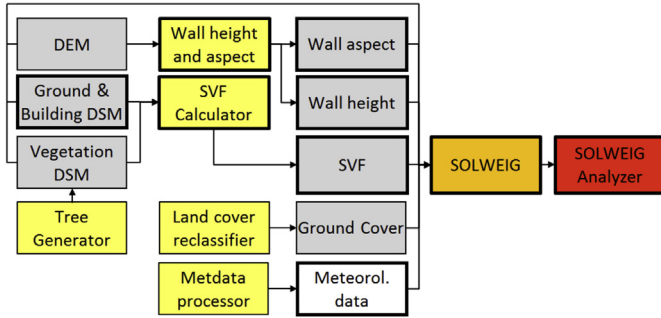 DEM
Wall height
and aspect
Wall aspect
Ground &
Building DSM
SVF
Calculator
Wall height
Vegetation
DSM
SVF
SOLWEIG
SOLWEIG
Analyzer
Tree
Generator
Land cover
reclassifier
Ground Cover
Metdata
processor
Meteorol.
data